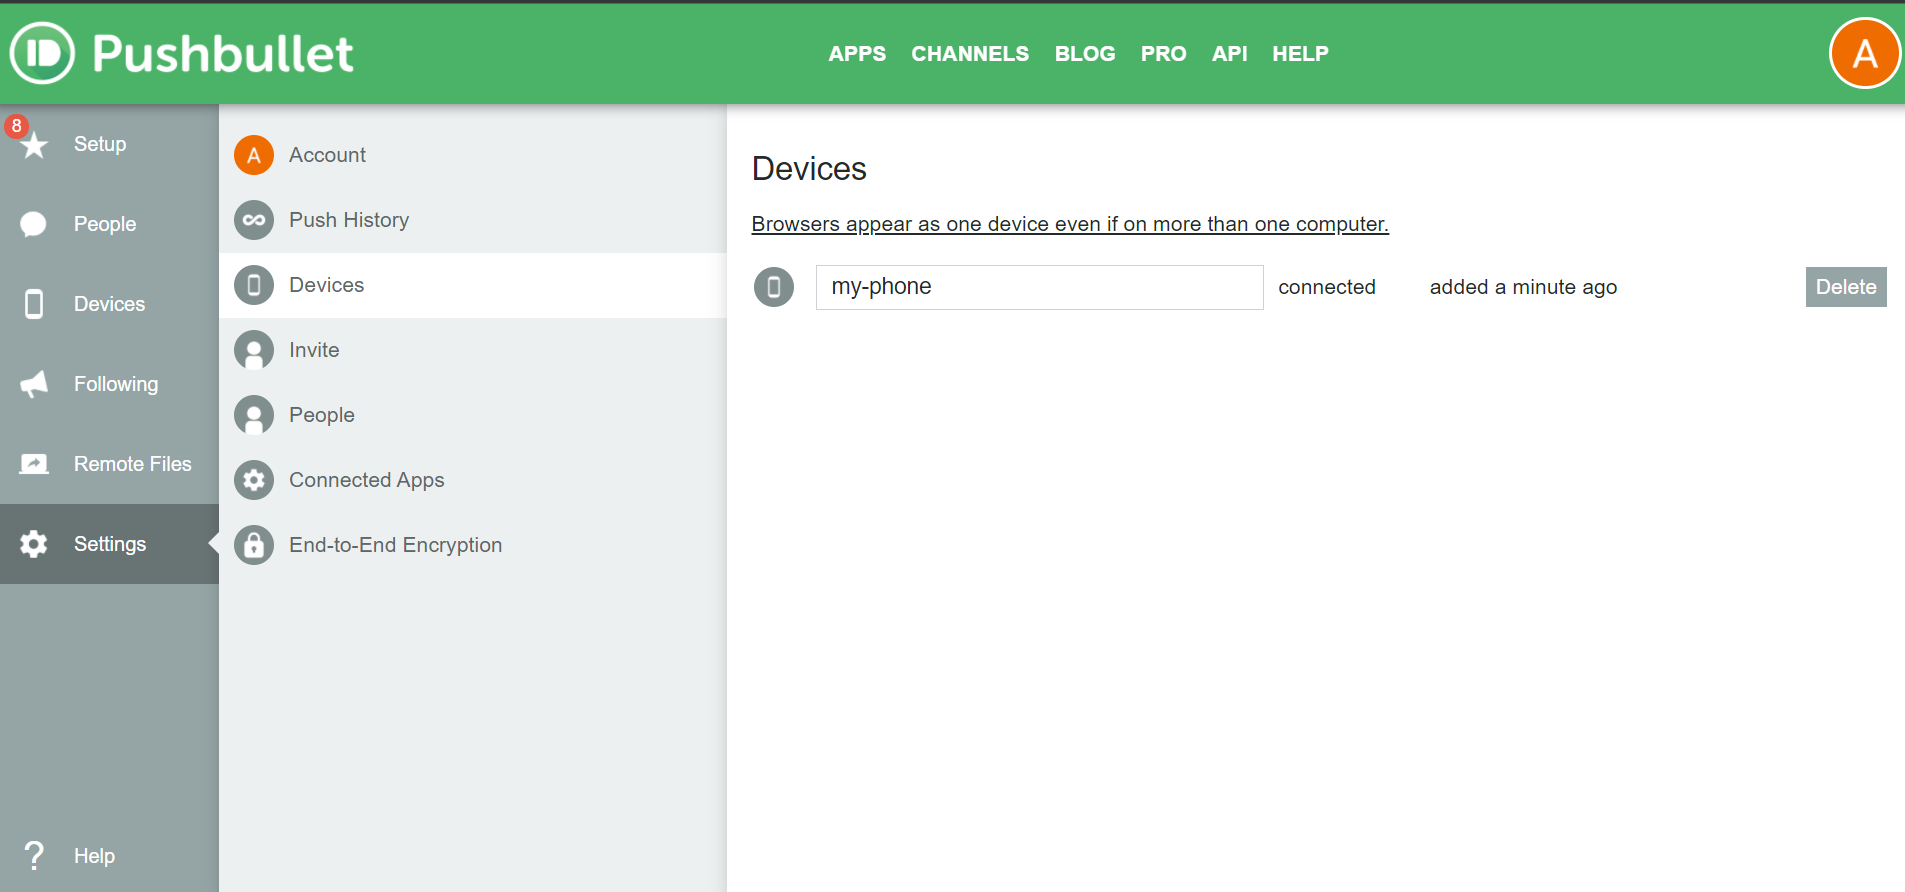 Pushbullet
APPS CHANNELS BLOG PRO API HELP
A
8
Setup
People
Devices
Following
Remote Files
Settings
Help
A Account
Push History
Devices
Invite
People
Connected Apps
End-to-End Encryption
Devices
Browsers appear as one device even if on more than one computer.
my-phone connected added a minute ago Delete